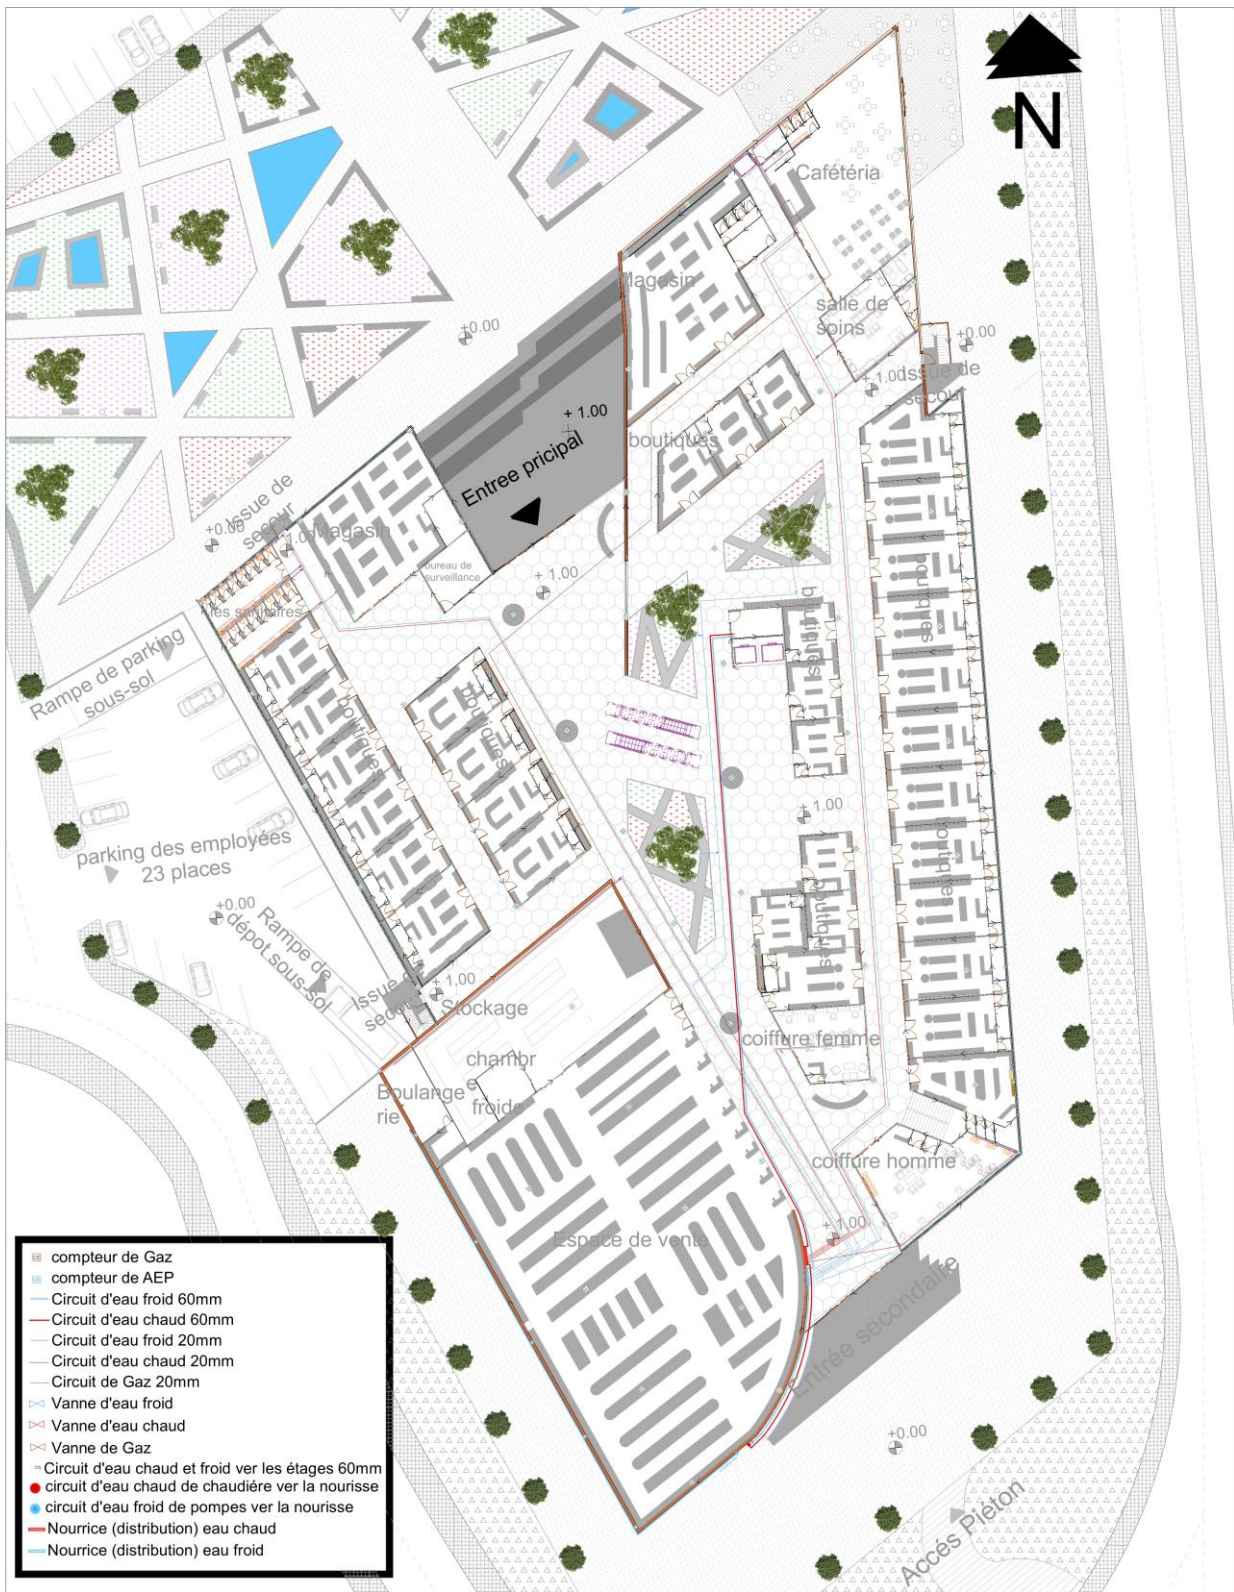 N
Cafétéria
Magasin
salle de
soins
+0.00
+0.00
+ 1.00
Issue de
secour
+ 1.00
boutiques
Entree pricipal
Issue de
secour
+0.00
1.00
Magasin
bureau de
surveillance
+ 1.00
les sanitaires
boutiques
boutiques
Rampe de parking
sous-sol
boutiques
boutiques
+ 1.00
parking des employées
23 places
boutiques
boutiques
+0.00
Rampe de
dépot sous-sol
Issue de
secour
+ 1.00
Stockage
coiffure femme
chambr
e
froide
Boulange
rie
coiffure homme
Espace de vente
+ 1.00
Entrée secondaire
+0.00
Accés Piéton
compteur de Gaz
compteur de AEP
Circuit d'eau froid 60mm
Circuit d'eau chaud 60mm
Circuit d'eau froid 20mm
Circuit d'eau chaud 20mm
Circuit de Gaz 20mm
Vanne d'eau froid
Vanne d'eau chaud
Vanne de Gaz
Circuit d'eau chaud et froid ver les étages 60mm
circuit d'eau chaud de chaudiére ver la nourisse
circuit d'eau froid de pompes ver la nourisse
Nourrice (distribution) eau chaud
Nourrice (distribution) eau froid